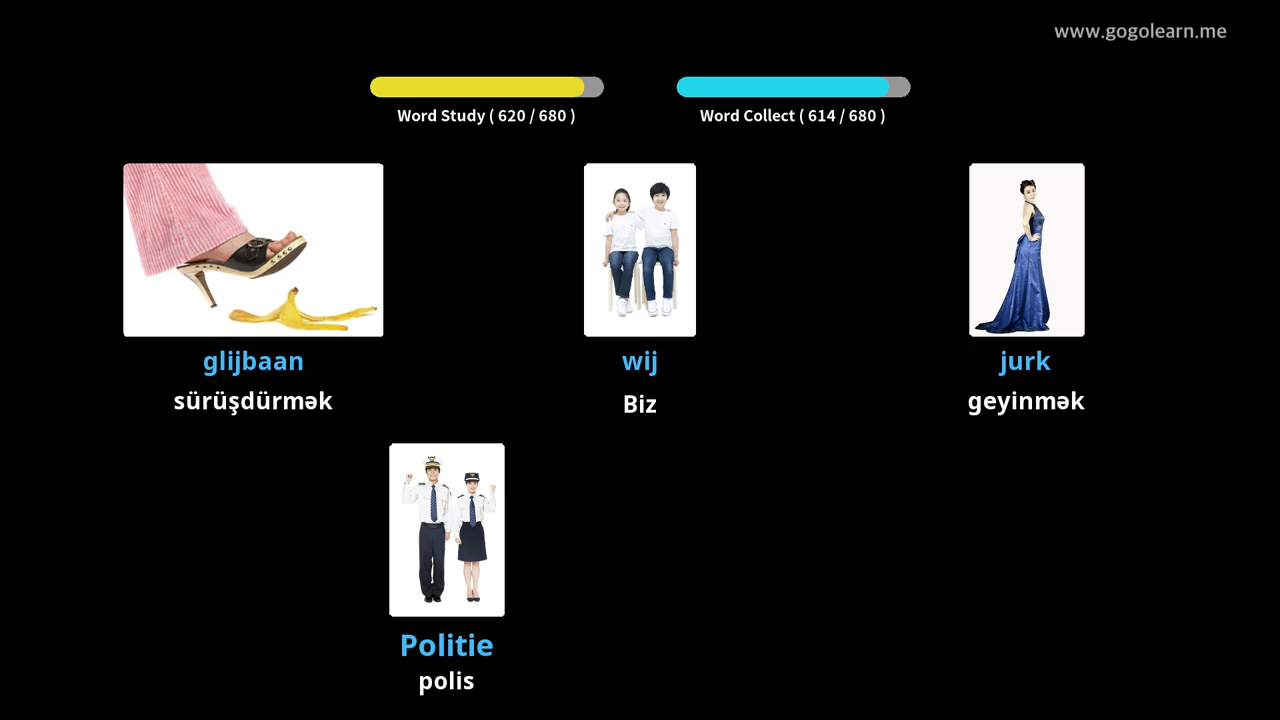 www.gogolearn.me
Word Study ( 620 / 680 )
Word Collect ( 614 / 680 )
glijbaan
sürüşdürmək
wij
Biz
jurk
geyinmək
Politie
polis